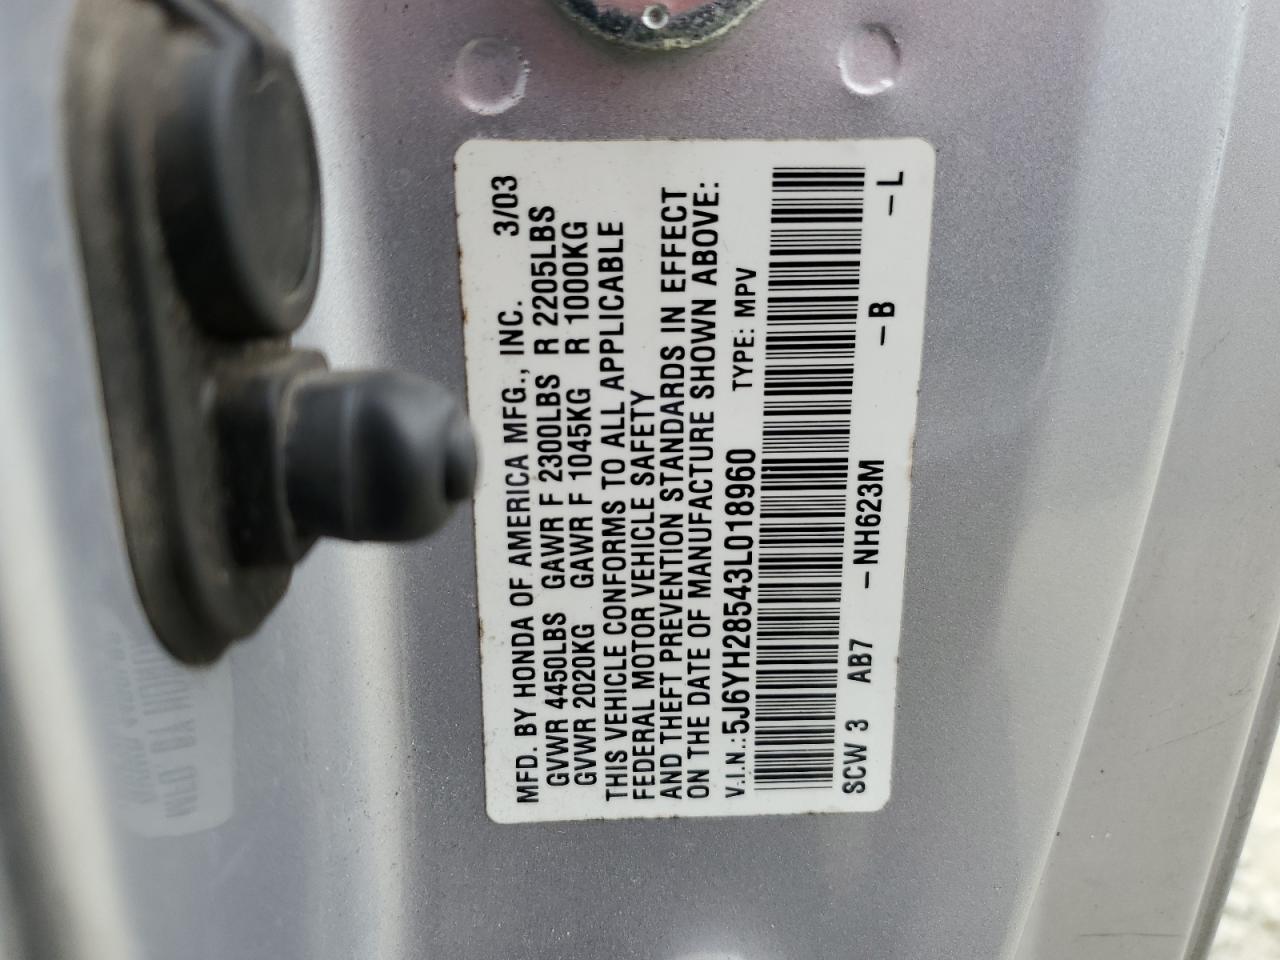 MFD. BY HONDA OF AMERICA MFG., INC. 3/03
GVWR 4450LBS GAWR F 2300LBS R 2205LBS
GVWR 2020KG GAWR F 1045KG R 1000KG
THIS VEHICLE CONFORMS TO ALL APPLICABLE
FEDERAL MOTOR VEHICLE SAFETY
AND THEFT PREVENTION STANDARDS IN EFFECT
ON THE DATE OF MANUFACTURE SHOWN ABOVE:
V.I.N.: 5J6YH28543L018960 TYPE: MPV
SCW 3 AB7 -NH623M -B -L